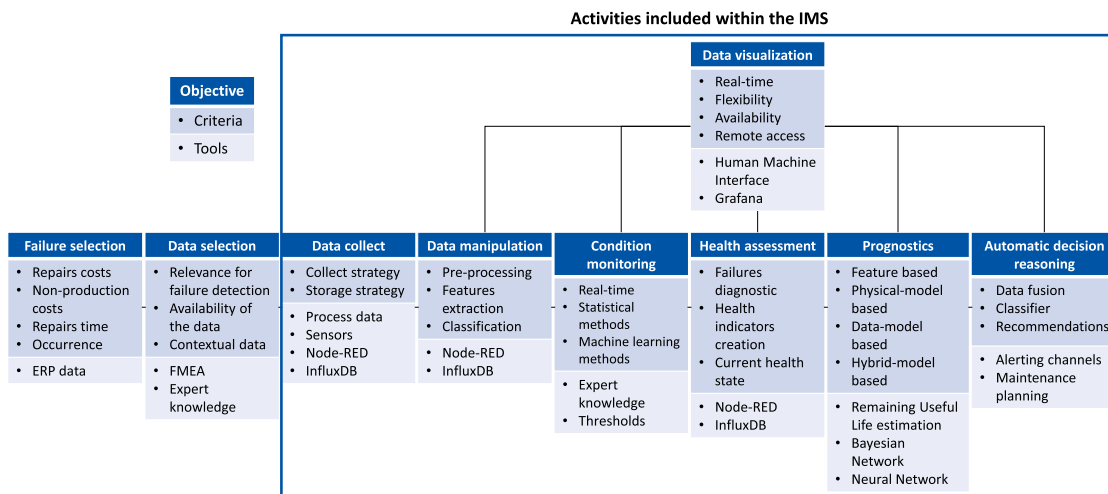 Activities included within the IMS
Data visualization
• Real-time
• Flexibility
• Availability
• Remote access
• Human Machine
Interface
• Grafana
Objective
• Criteria
• Tools
Failure selection
• Repairs costs
• Non-production
costs
• Repairs time
• Occurrence
• ERP data
Data selection
• Relevance for
failure detection
• Availability of
the data
• Contextual data
• FMEA
• Expert
knowledge
Data collect
• Collect strategy
• Storage strategy
• Process data
• Sensors
• Node-RED
• InfluxDB
Data manipulation
• Pre-processing
• Features
extraction
• Classification
• Node-RED
• InfluxDB
Condition
monitoring
• Real-time
• Statistical
methods
• Machine learning
methods
• Expert
knowledge
• Thresholds
Health assessment
• Failures
diagnostic
• Health
indicators
creation
• Current health
state
• Node-RED
• InfluxDB
Prognostics
• Feature based
• Physical-model
based
• Data-model
based
• Hybrid-model
based
• Remaining Useful
Life estimation
• Bayesian
Network
• Neural Network
Automatic decision
reasoning
• Data fusion
• Classifier
• Recommendations
• Alerting channels
• Maintenance
planning